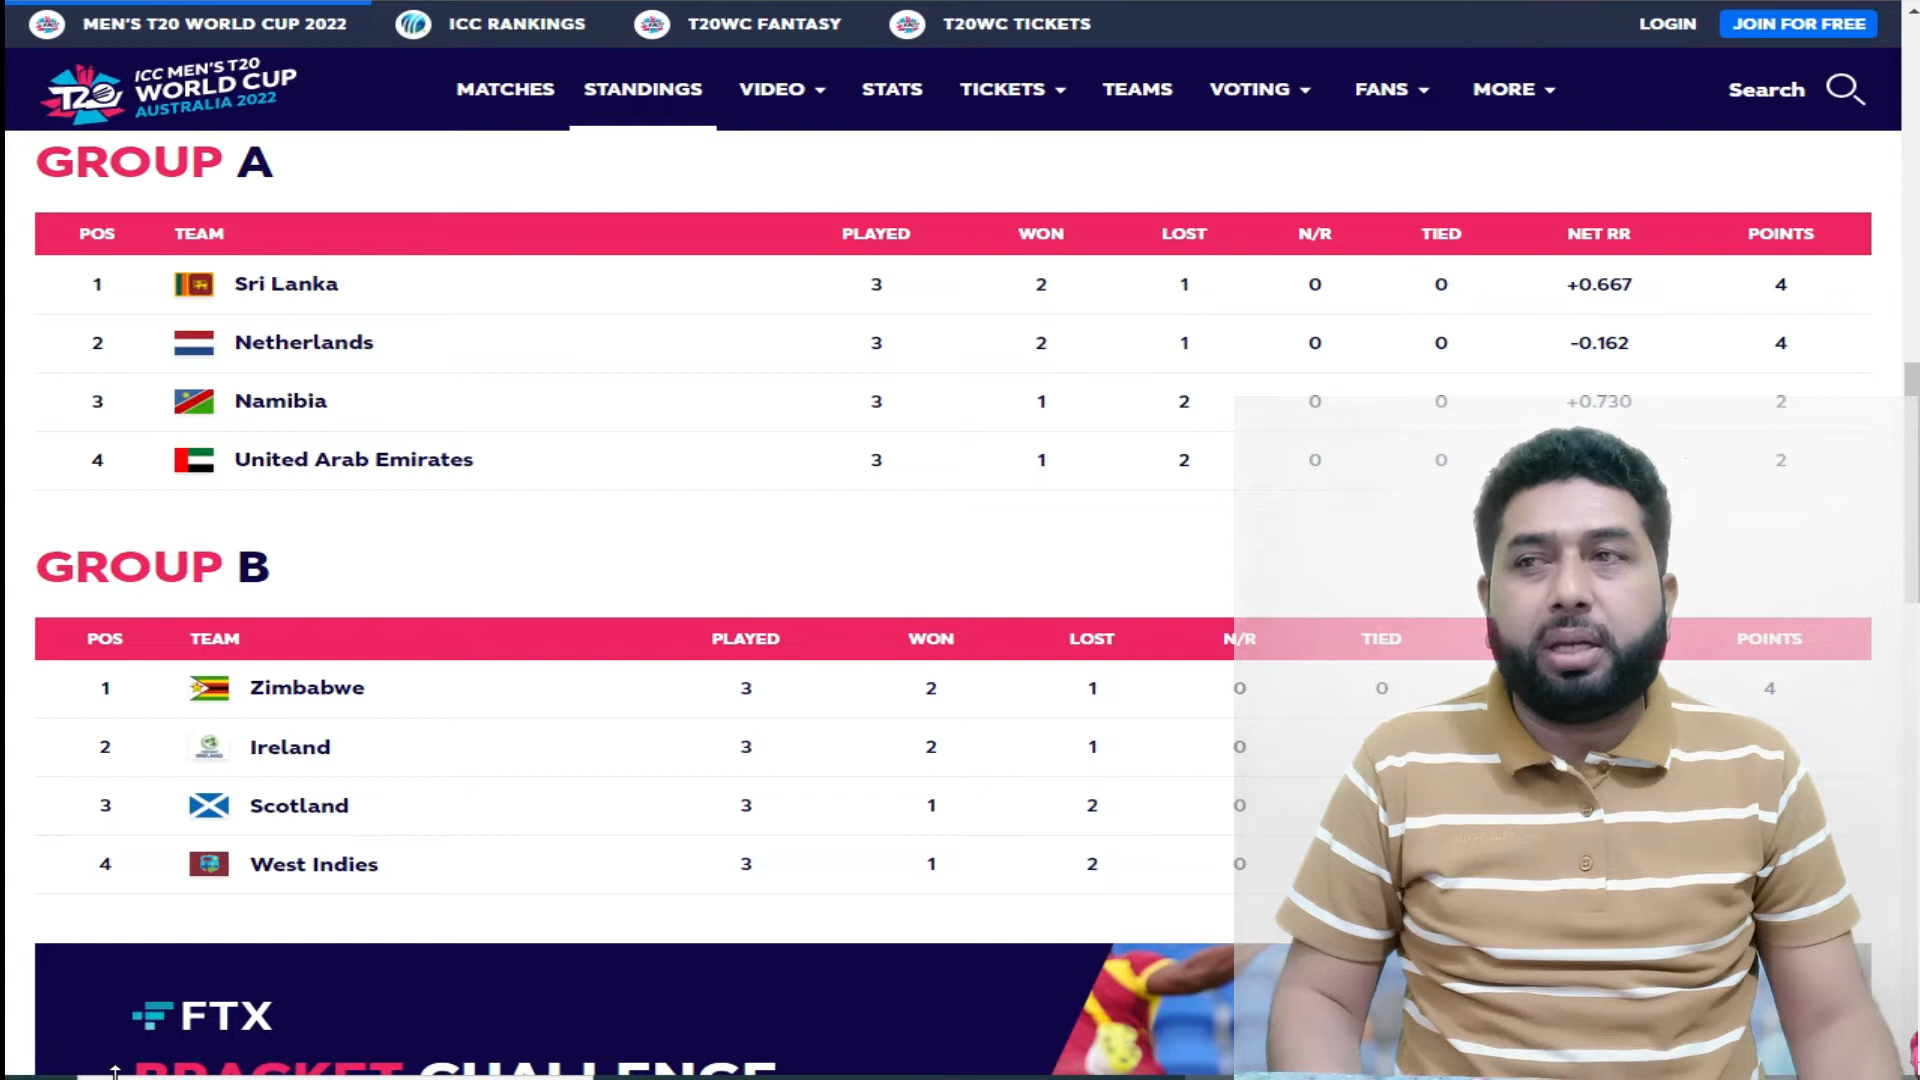 MEN'S T20 WORLD CUP 2022 ICC RANKINGS T20WC FANTASY T20WC TICKETS LOGIN JOIN FOR FREE
T20 ICC MEN'S T20
WORLD CUP
AUSTRALIA 2022
MATCHES STANDINGS VIDEO STATS TICKETS TEAMS VOTING FANS MORE Search
GROUP A
POS TEAM PLAYED WON LOST N/R TIED NET RR POINTS
1 Sri Lanka 3 2 1 0 0 +0.667 4
2 Netherlands 3 2 1 0 0 -0.162 4
3 Namibia 3 1 2 0 0 +0.730 2
4 United Arab Emirates 3 1 2 0 0 2
GROUP B
POS TEAM PLAYED WON LOST N/R TIED POINTS
1 Zimbabwe 3 2 1 0 0 4
2 Ireland 3 2 1 0
3 Scotland 3 1 2 0
4 West Indies 3 1 2 0
FTX
BRACKET CHALLENGE